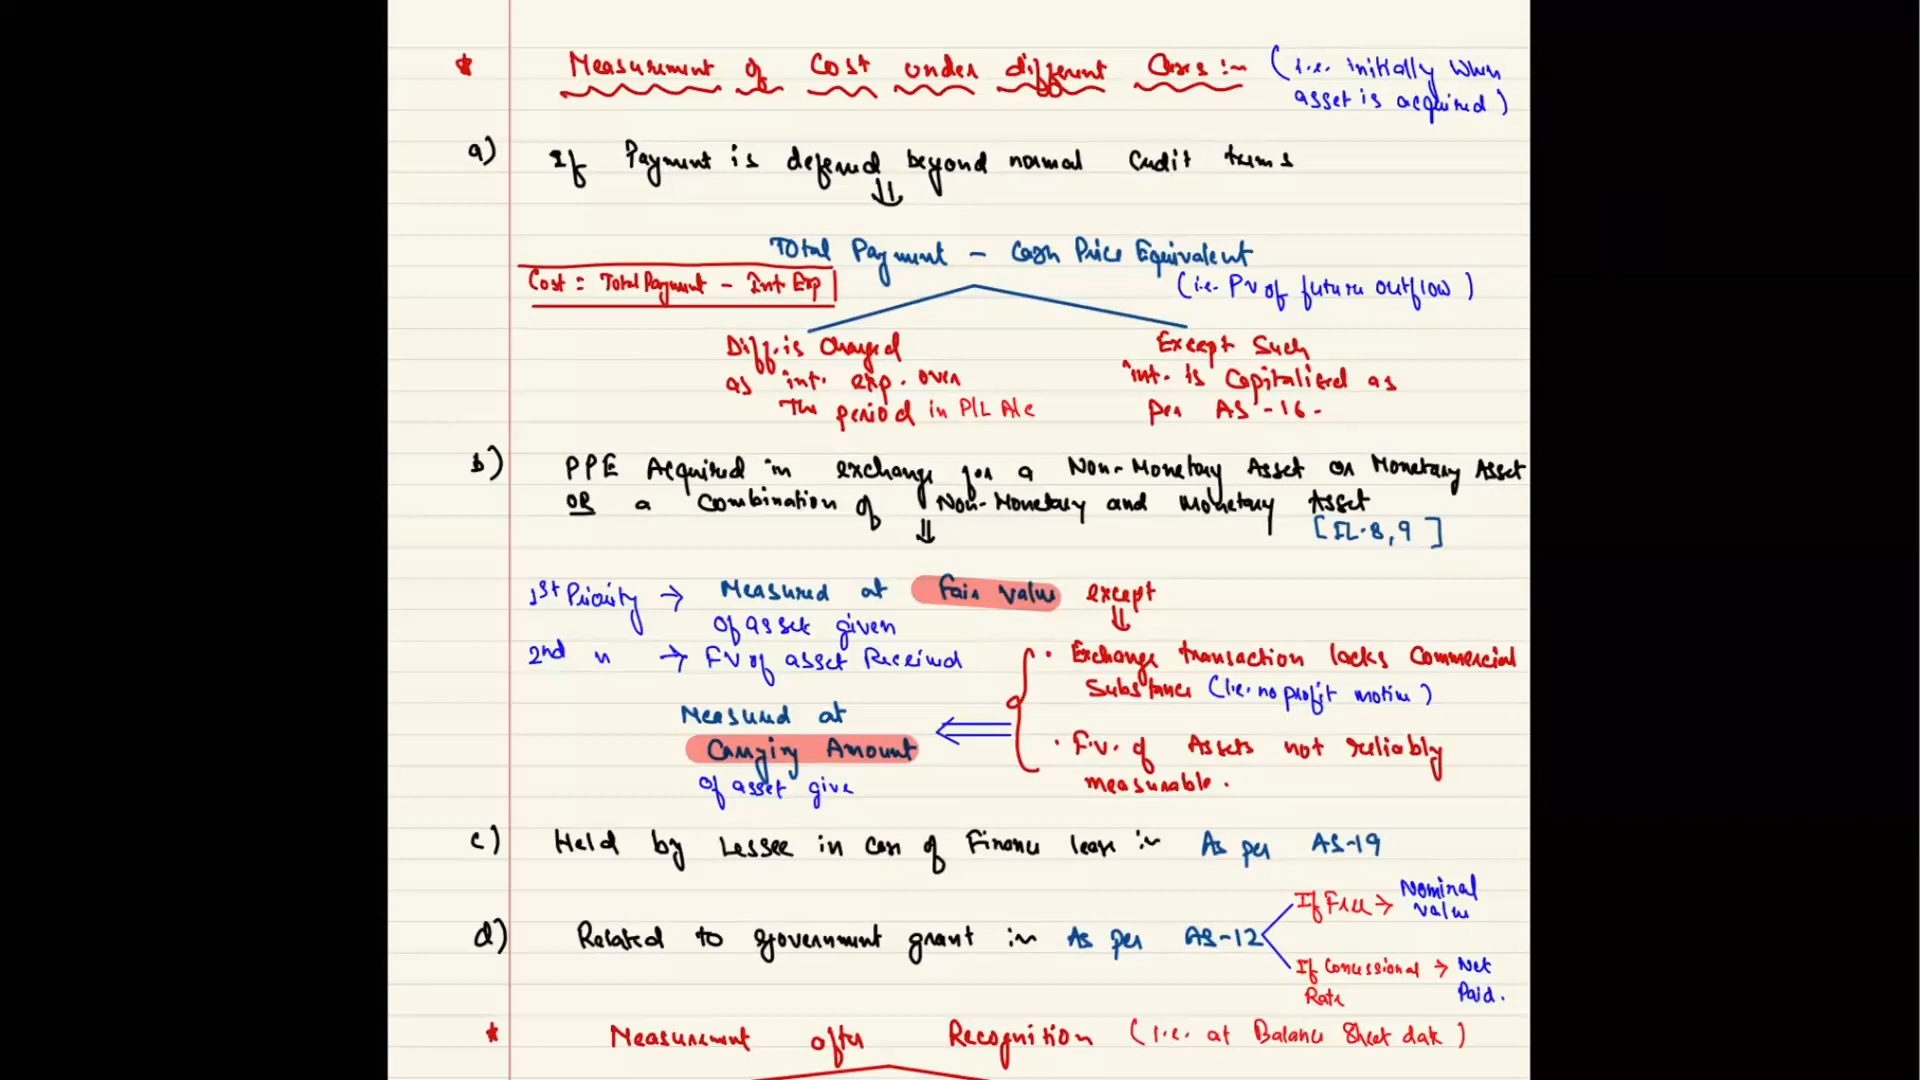 * Measurement of Cost under different Cases :- (i.e. initially when
asset is acquired)
a) If Payment is deferred beyond normal Credit terms
⇓
Total Payment - Cash Price Equivalent
Cost = Total Payment - Int Exp
(i.e. PV of future outflow)
Diff. is Charged
as int. exp. over
The period in P/L A/c
Except Such
int. is Capitalised as
per AS-16.
b) PPE Acquired in exchange for a Non-Monetary Asset or Monetary Asset
OR a Combination of Non-Monetary and Monetary Asset
[IL-8,9]
⇓
1st Priority → Measured at Fair value except
of asset given
⇓
2nd " → FV of asset Received
• Exchange transaction lacks Commercial
Substance (i.e. no profit motive)
Measured at
Carrying Amount
of asset give
• F.V. of Assets not reliably
measurable.
c) Held by Lessee in case of Finance lease :- As per AS-19
d) Related to government grant :- As per AS-12
If Free → Nominal
value
If Concessional → Net
Rate Paid.
* Measurement after Recognition (i.e. at Balance Sheet date)